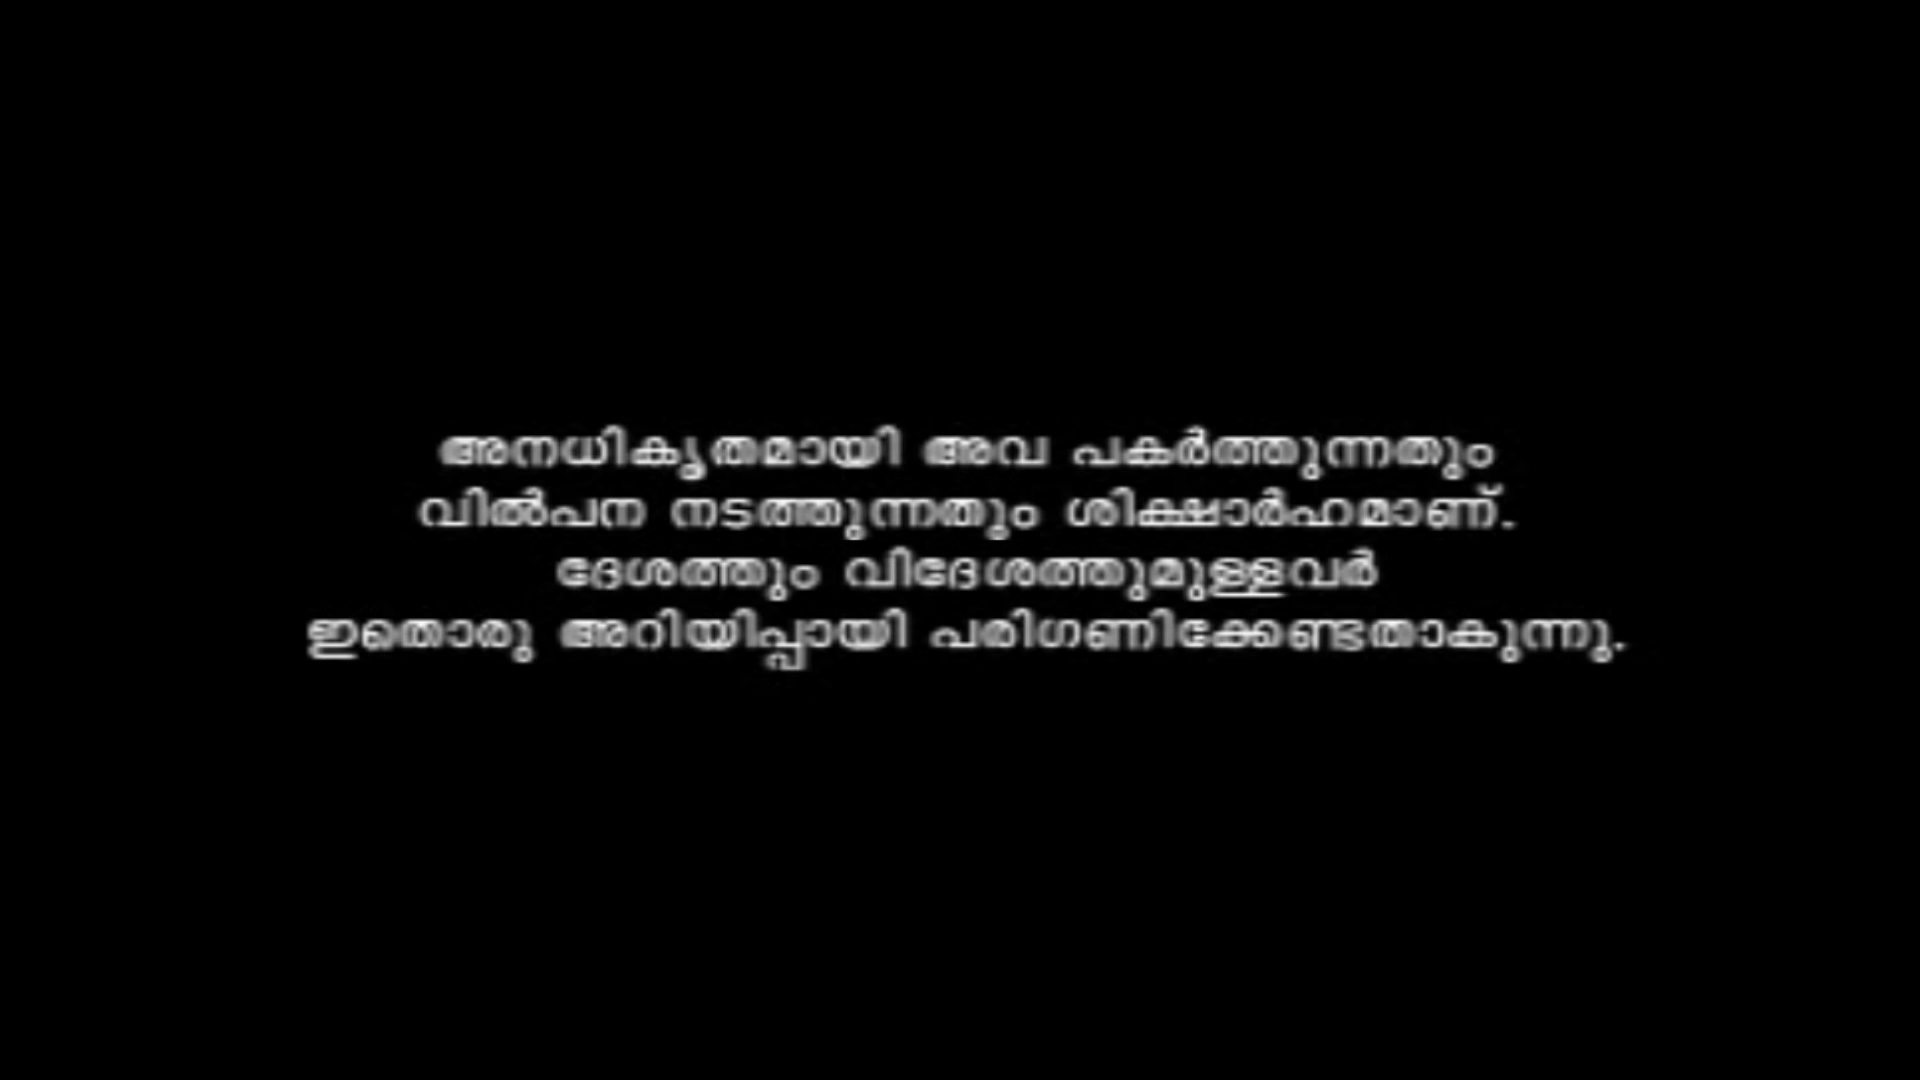 അനധികൃതമായി അവ പകർത്തുന്നതും
വിൽപന നടത്തുന്നതും ശിക്ഷാർഹമാണ്.
ദേശത്തും വിദേശത്തുമുള്ളവർ
ഇതൊരു അറിയിപ്പായി പരിഗണിക്കേണ്ടതാകുന്നു.